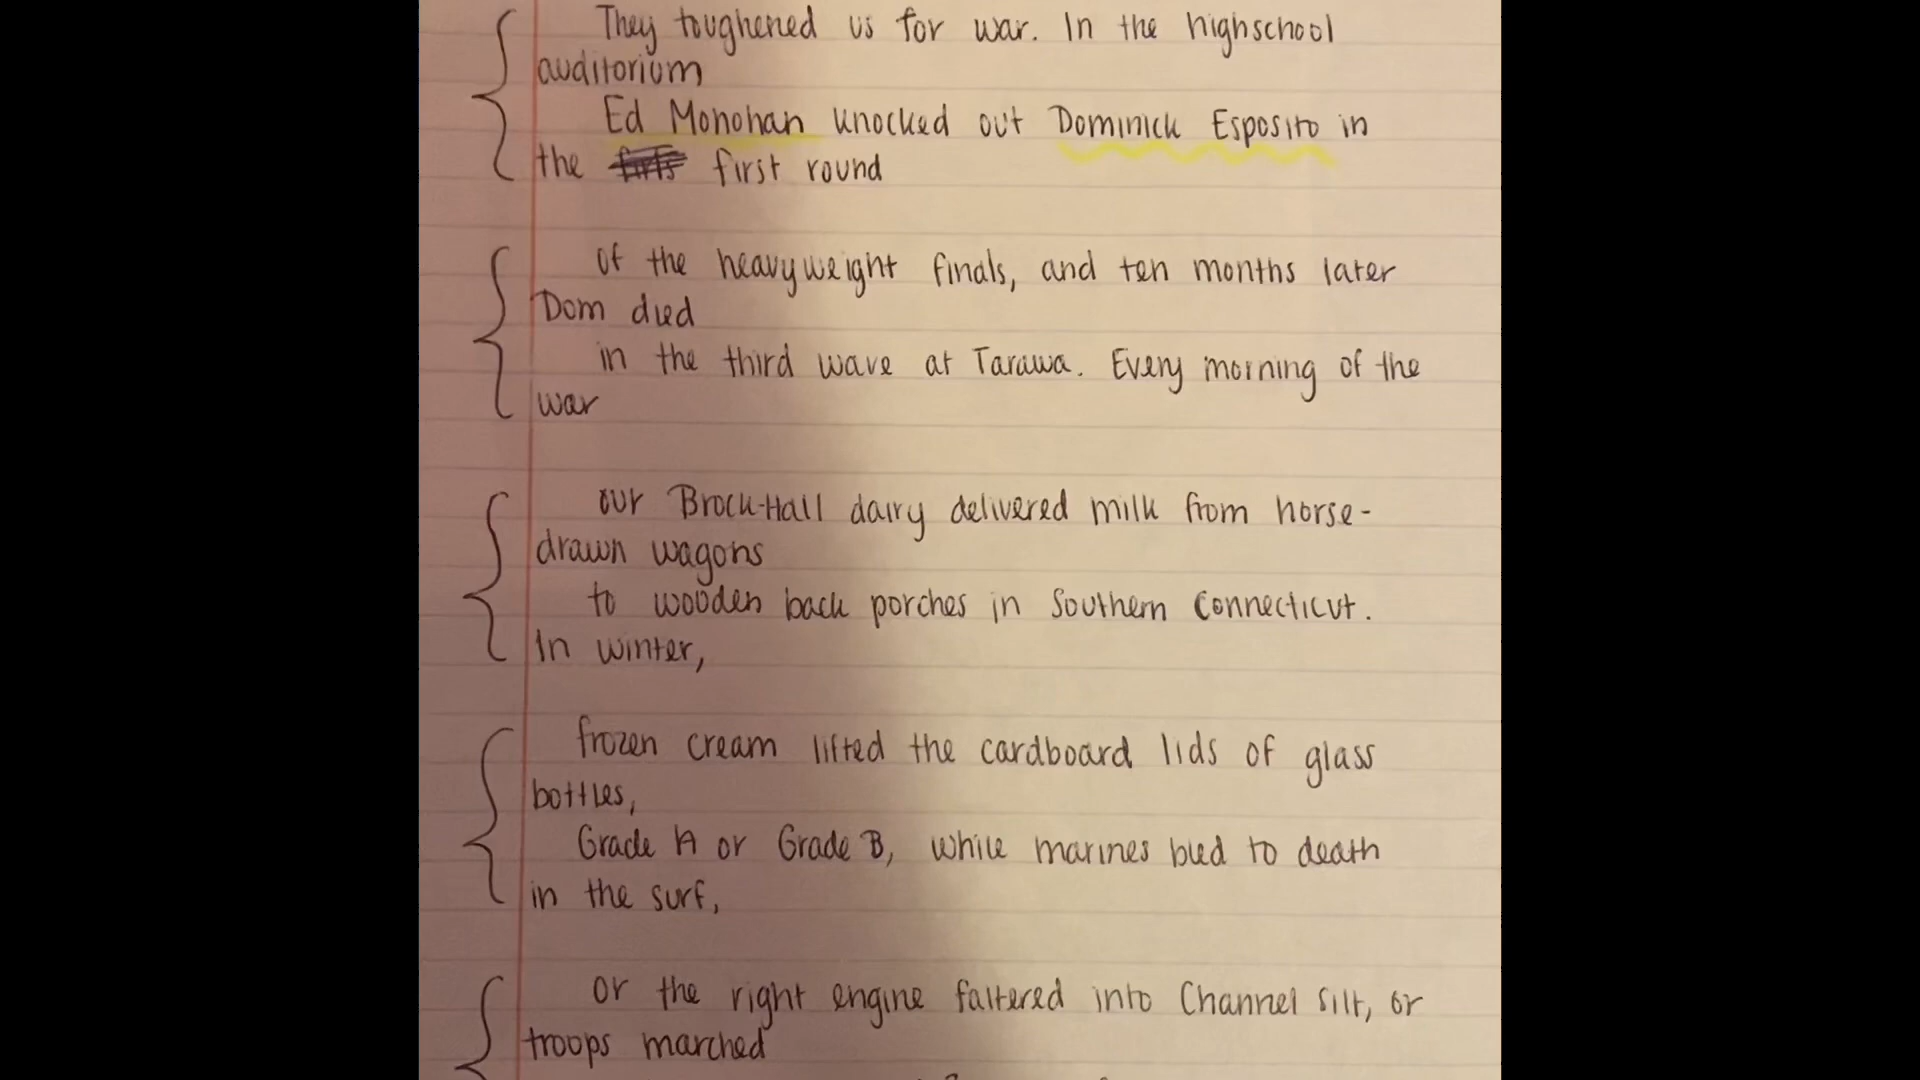 They toughened us for war. In the highschool
auditorium
Ed Monohan knocked out Dominick Esposito in
the firts first round
of the heavyweight finals, and ten months later
Dom died
in the third wave at Tarawa. Every morning of the
war
our Brock-Hall dairy delivered milk from horse-
drawn wagons
to wooden back porches in Southern Connecticut.
In winter,
frozen cream lifted the cardboard lids of glass
bottles,
Grade A or Grade B, while marines bled to death
in the surf,
or the right engine faltered into Channel silt, or
troops marched